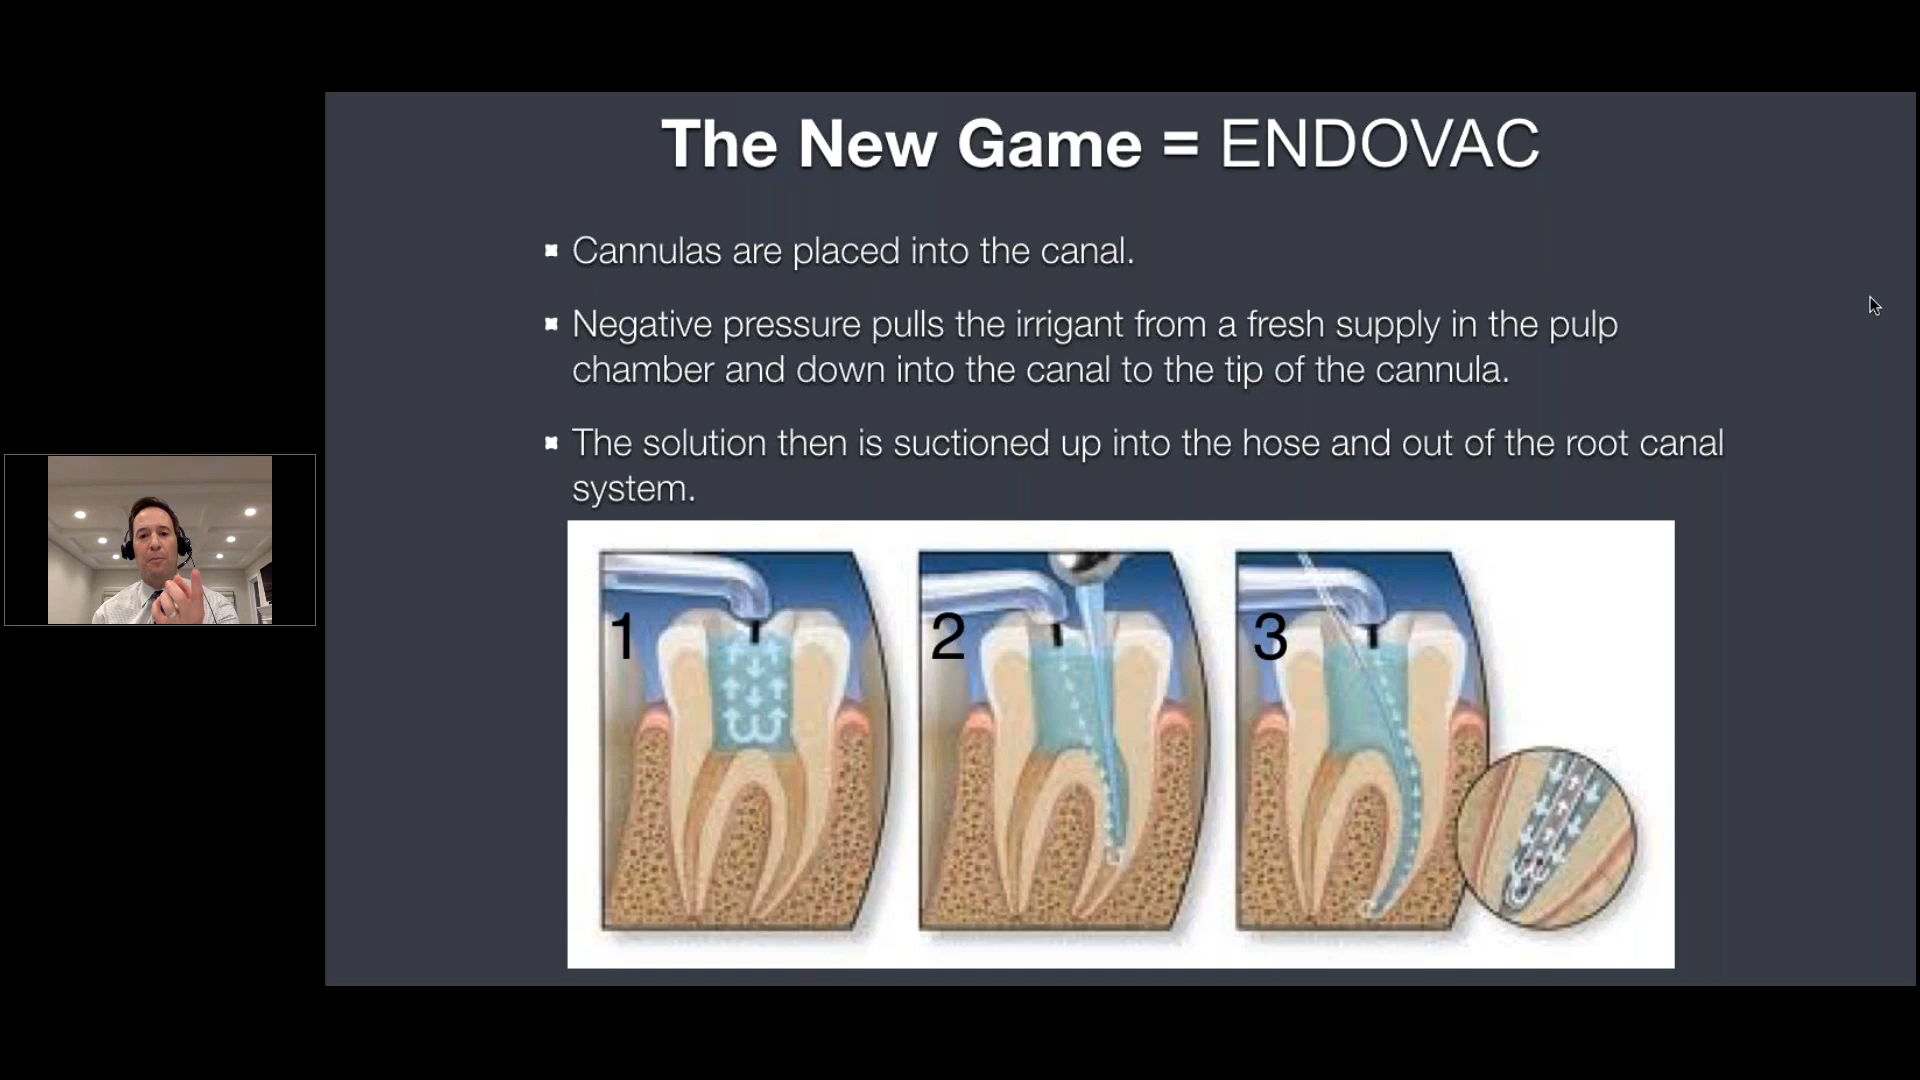 The New Game = ENDOVAC
Cannulas are placed into the canal.
Negative pressure pulls the irrigant from a fresh supply in the pulp
chamber and down into the canal to the tip of the cannula.
The solution then is suctioned up into the hose and out of the root canal
system.
1
2
3